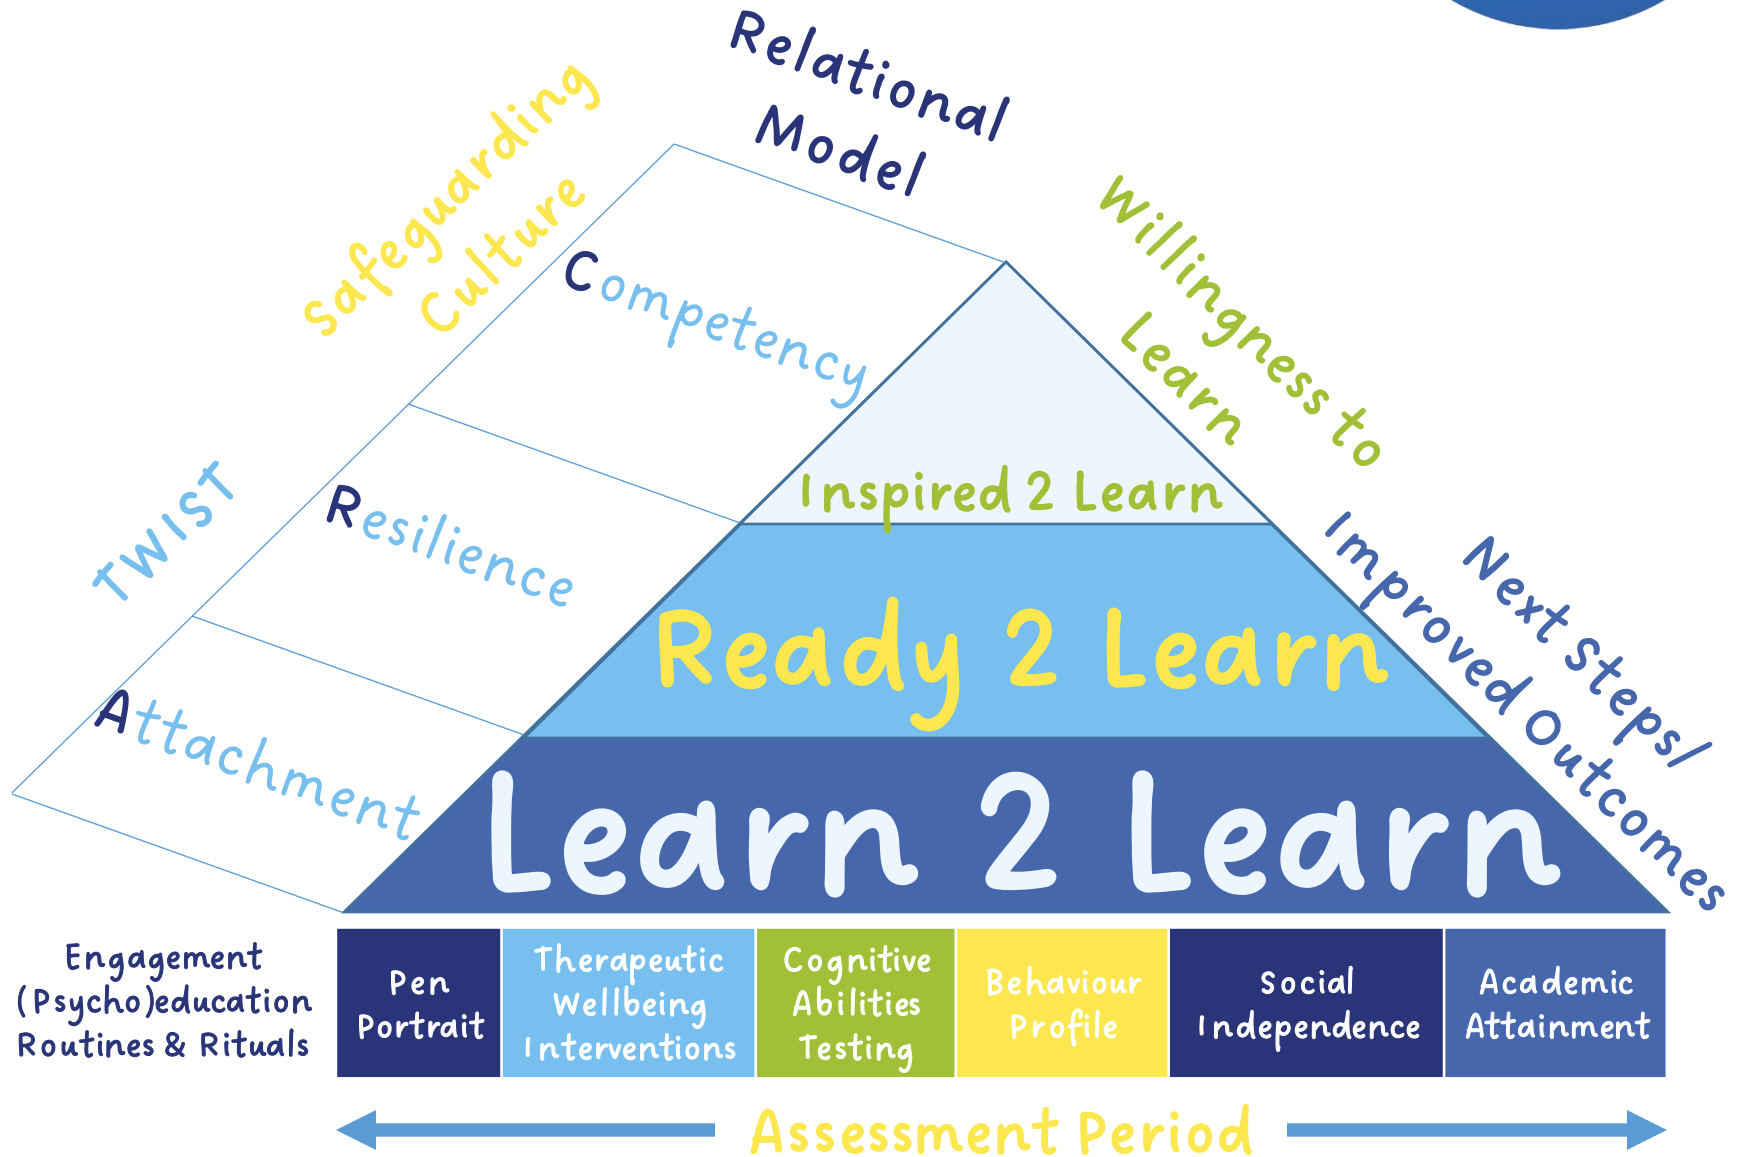 Relational
Model
Safeguarding
Culture
TWIST
Willingness to
Learn
Next Steps/
Improved Outcomes
Competency
Resilience
Attachment
Inspired 2 Learn
Ready 2 Learn
Learn 2 Learn
Engagement
(Psycho)education
Routines & Rituals
Pen
Portrait
Therapeutic
Wellbeing
Interventions
Cognitive
Abilities
Testing
Behaviour
Profile
Social
Independence
Academic
Attainment
Assessment Period